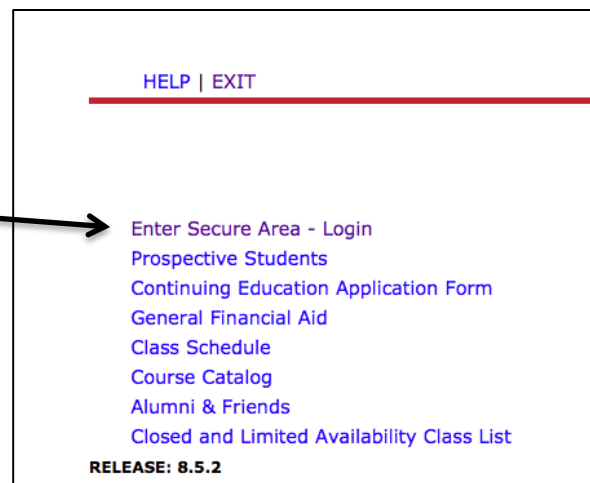 HELP | EXIT
Enter Secure Area - Login
Prospective Students
Continuing Education Application Form
General Financial Aid
Class Schedule
Course Catalog
Alumni & Friends
Closed and Limited Availability Class List
RELEASE: 8.5.2